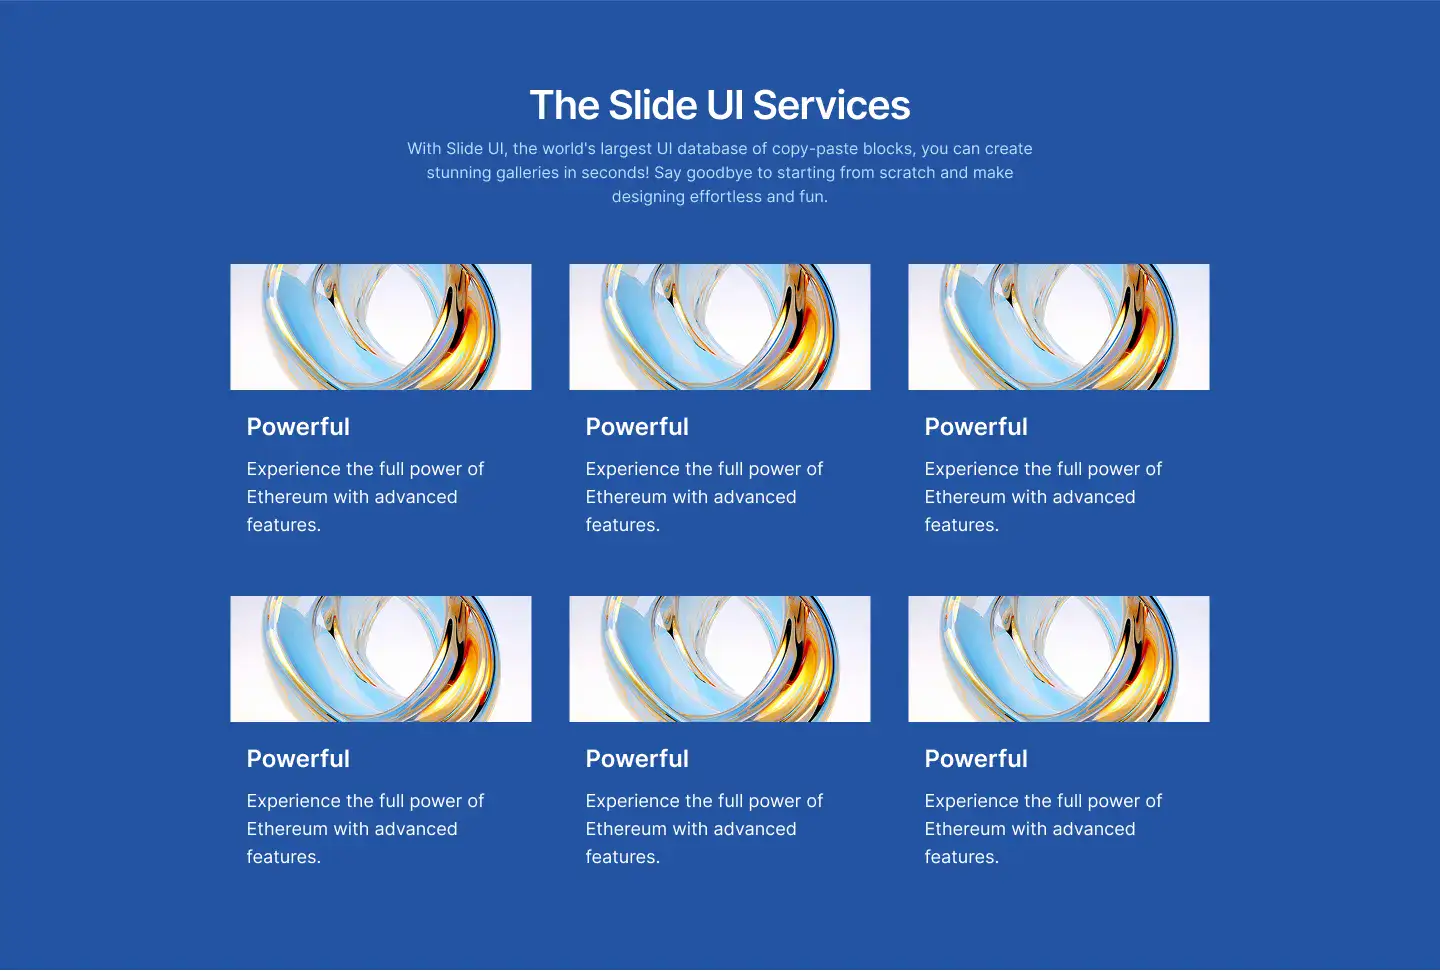 The Slide UI Services
With Slide UI, the world's largest UI database of copy-paste blocks, you can create
stunning galleries in seconds! Say goodbye to starting from scratch and make
designing effortless and fun.
Powerful
Experience the full power of
Ethereum with advanced
features.
Powerful
Experience the full power of
Ethereum with advanced
features.
Powerful
Experience the full power of
Ethereum with advanced
features.
Powerful
Experience the full power of
Ethereum with advanced
features.
Powerful
Experience the full power of
Ethereum with advanced
features.
Powerful
Experience the full power of
Ethereum with advanced
features.